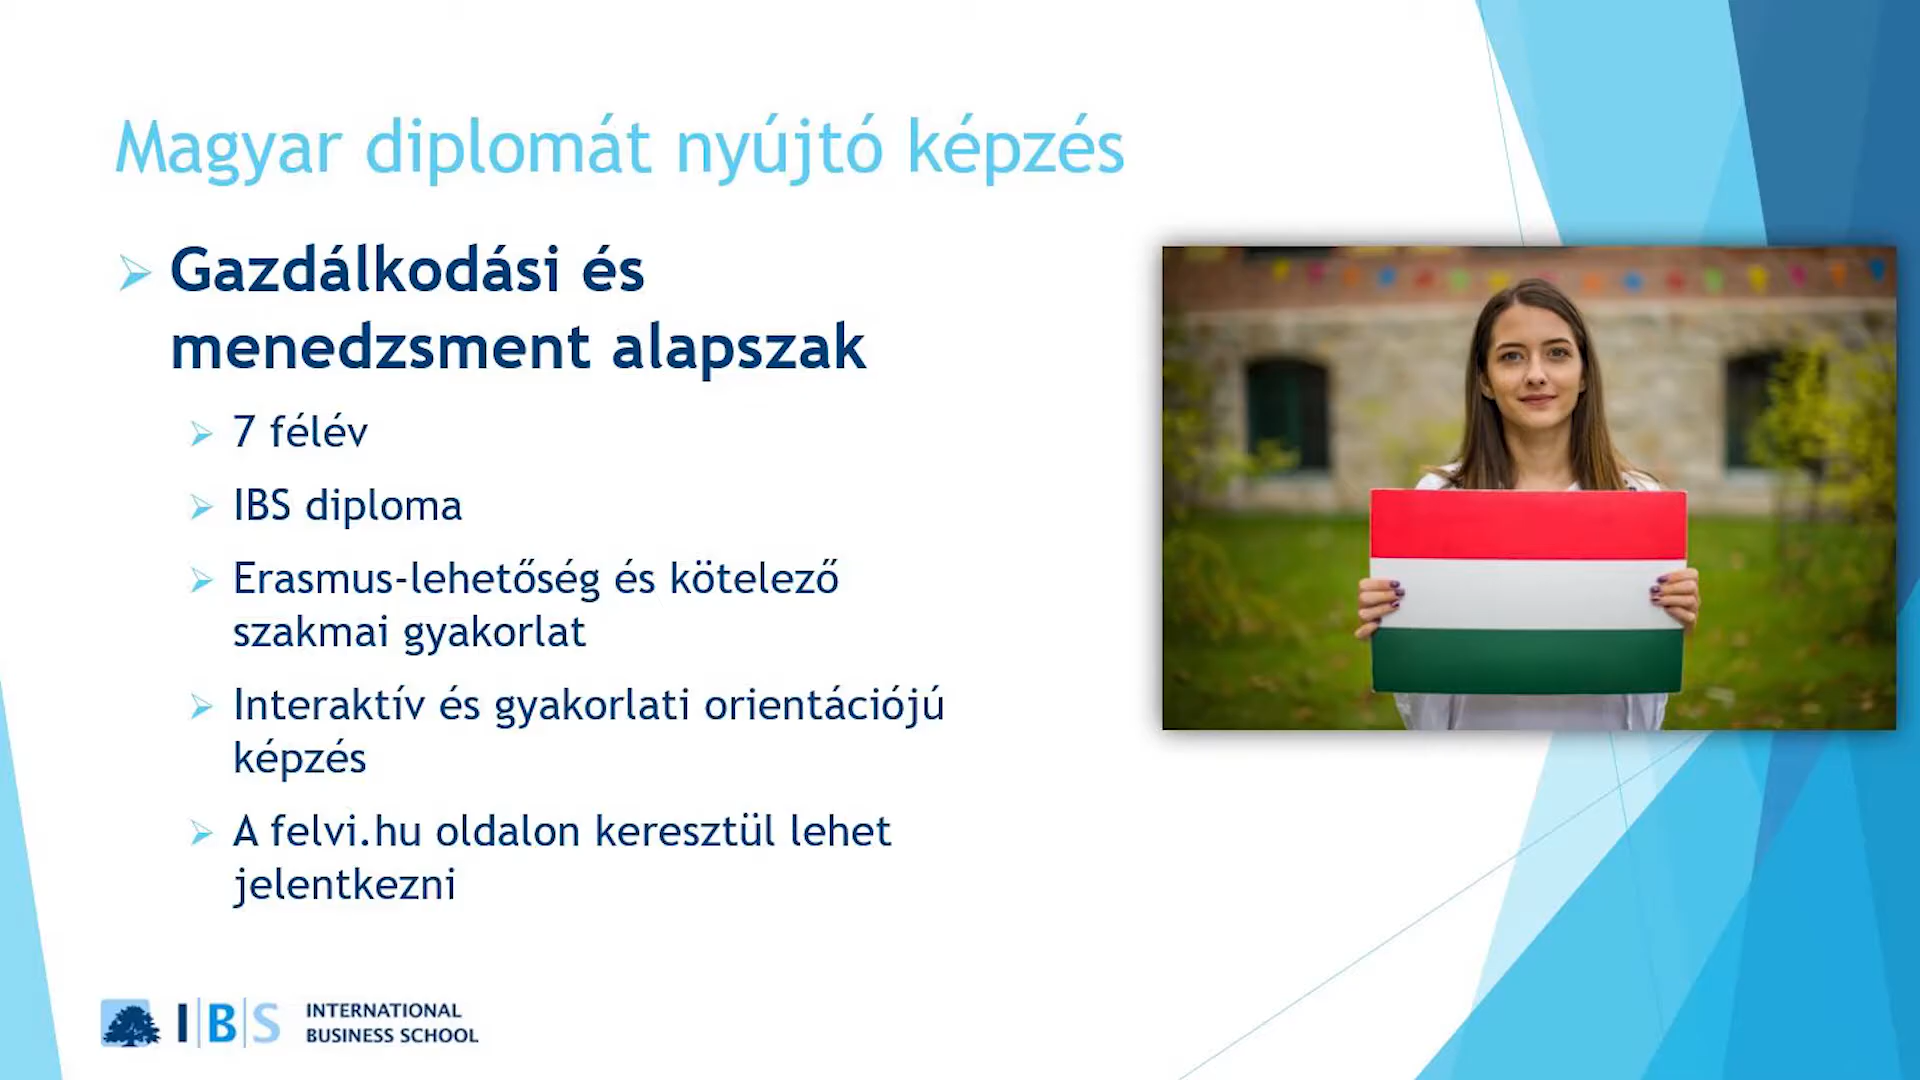 Magyar diplomát nyújtó képzés
Gazdálkodási és
menedzsment alapszak
7 félév
IBS diploma
Erasmus-lehetőség és kötelező
szakmai gyakorlat
Interaktív és gyakorlati orientációjú
képzés
A felvi.hu oldalon keresztül lehet
jelentkezni
IBS INTERNATIONAL
BUSINESS SCHOOL